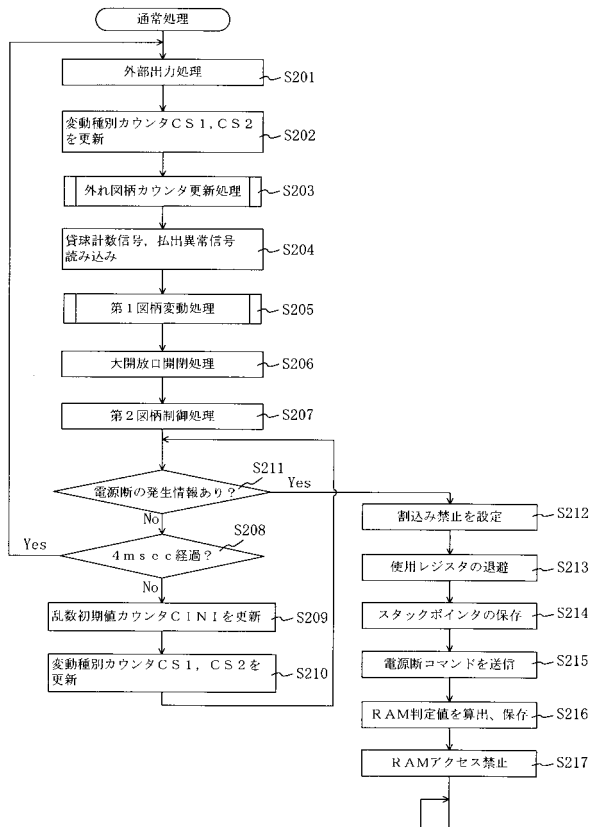 通常処理
外部出力処理
S201
変動種別カウンタCS1,CS2
を更新
S202
外れ図柄カウンタ更新処理
S203
貸球計数信号,払出異常信号
読み込み
S204
第1図柄変動処理
S205
大開放口開閉処理
S206
第2図柄制御処理
S207
電源断の発生情報あり?
S211
Yes
No
4msec経過?
S208
Yes
No
乱数初期値カウンタCINIを更新
S209
変動種別カウンタCS1, CS2を
更新
S210
割込み禁止を設定
S212
使用レジスタの退避
S213
スタックポインタの保存
S214
電源断コマンドを送信
S215
RAM判定値を算出、保存
S216
RAMアクセス禁止
S217